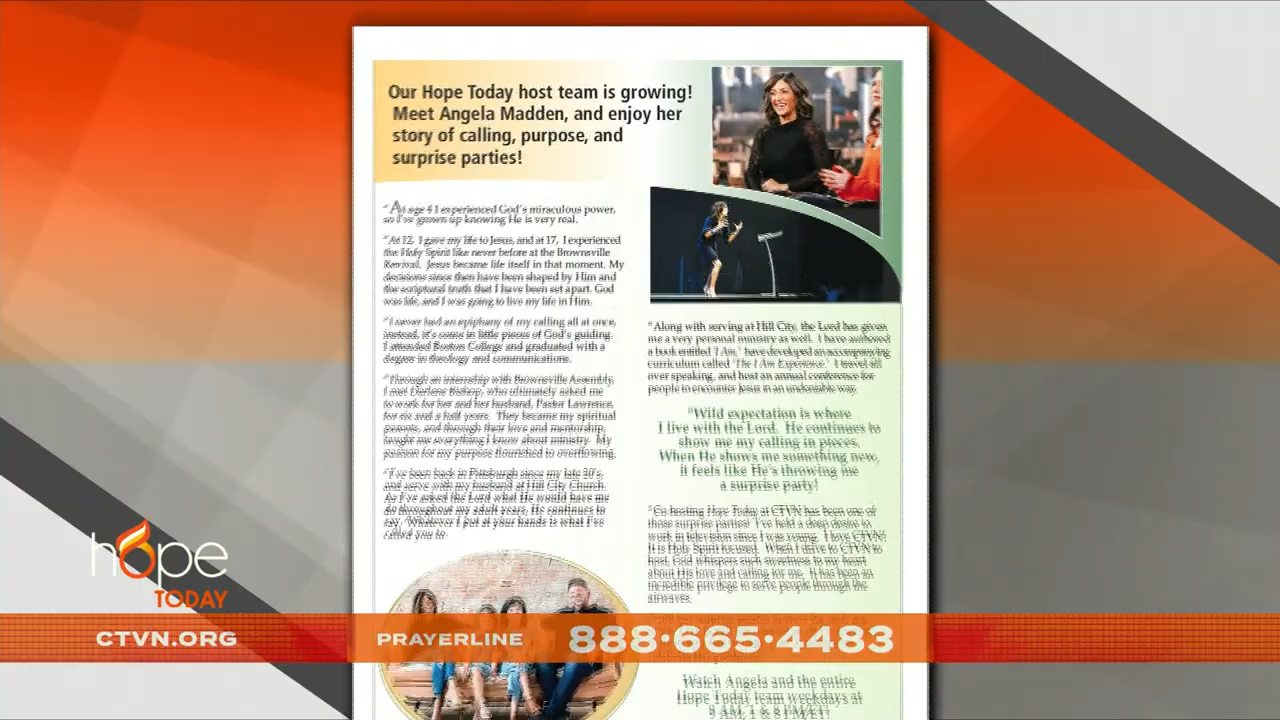 Our Hope Today host team is growing!
Meet Angela Madden, and enjoy her
story of calling, purpose, and
surprise parties!
"At age 4 I experienced God's miraculous power,
so I've grown up knowing He is very real.
"At 12, I gave my life to Jesus, and at 17, I experienced
the Holy Spirit like never before at the Brownsville
Revival. Jesus became life itself in that moment. My
decisions since then have been shaped by Him and
the scriptural truth that I have been set apart. God
was life, and I was going to live my life in Him.
"I never had an epiphany of my calling all at once,
instead, it's come in little pieces of God's guiding.
I attended Boston College and graduated with a
degree in theology and communications.
"Through an internship with Brownsville Assembly,
I met Darlene Bishop, who ultimately asked me
to work for her and her husband, Pastor Lawrence,
for six and a half years. They became my spiritual
parents, and through their love and mentorship,
taught me everything I know about ministry. My
passion for my purpose flourished to overflowing.
"I've been back in Pittsburgh since my late 20's,
and serve with my husband at Hill City Church.
As I've asked the Lord what He would have me
do throughout my adult years, He continues to
say, 'Whatever I put at your hands is what I've
called you to.
"Along with serving at Hill City, the Lord has given
me a very personal ministry as well. I have authored
a book entitled 'I Am,' have developed an accompanying
curriculum called 'The I Am Experience.' I travel all
over speaking, and host an annual conference for
people to encounter Jesus in an undeniable way.
"Wild expectation is where
I live with the Lord. He continues to
show me my calling in pieces.
When He shows me something new,
it feels like He's throwing me
a surprise party!
"Co-hosting Hope Today at CTVN has been one of
those surprise parties! I've held a deep desire to
work in television since I was young. I love CTVN!
It is Holy Spirit focused. When I drive to CTVN to
host, God whispers such sweetness to my heart
about His love and calling for me. It has been an
incredible privilege to serve people through the
airwaves.
Watch Angela and the entire
Hope Today team weekdays at
9 AM, 1 & 8 PM/ET!
hope
TODAY
CTVN.ORG
PRAYERLINE
888·665·4483